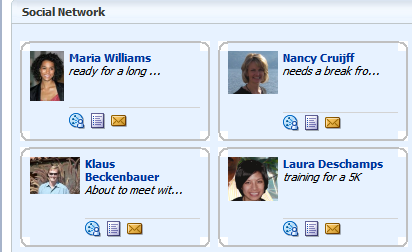 Social Network
Maria Williams
ready for a long ...
Nancy Cruijff
needs a break fro...
Klaus
Beckenbauer
About to meet wit...
Laura Deschamps
training for a 5K